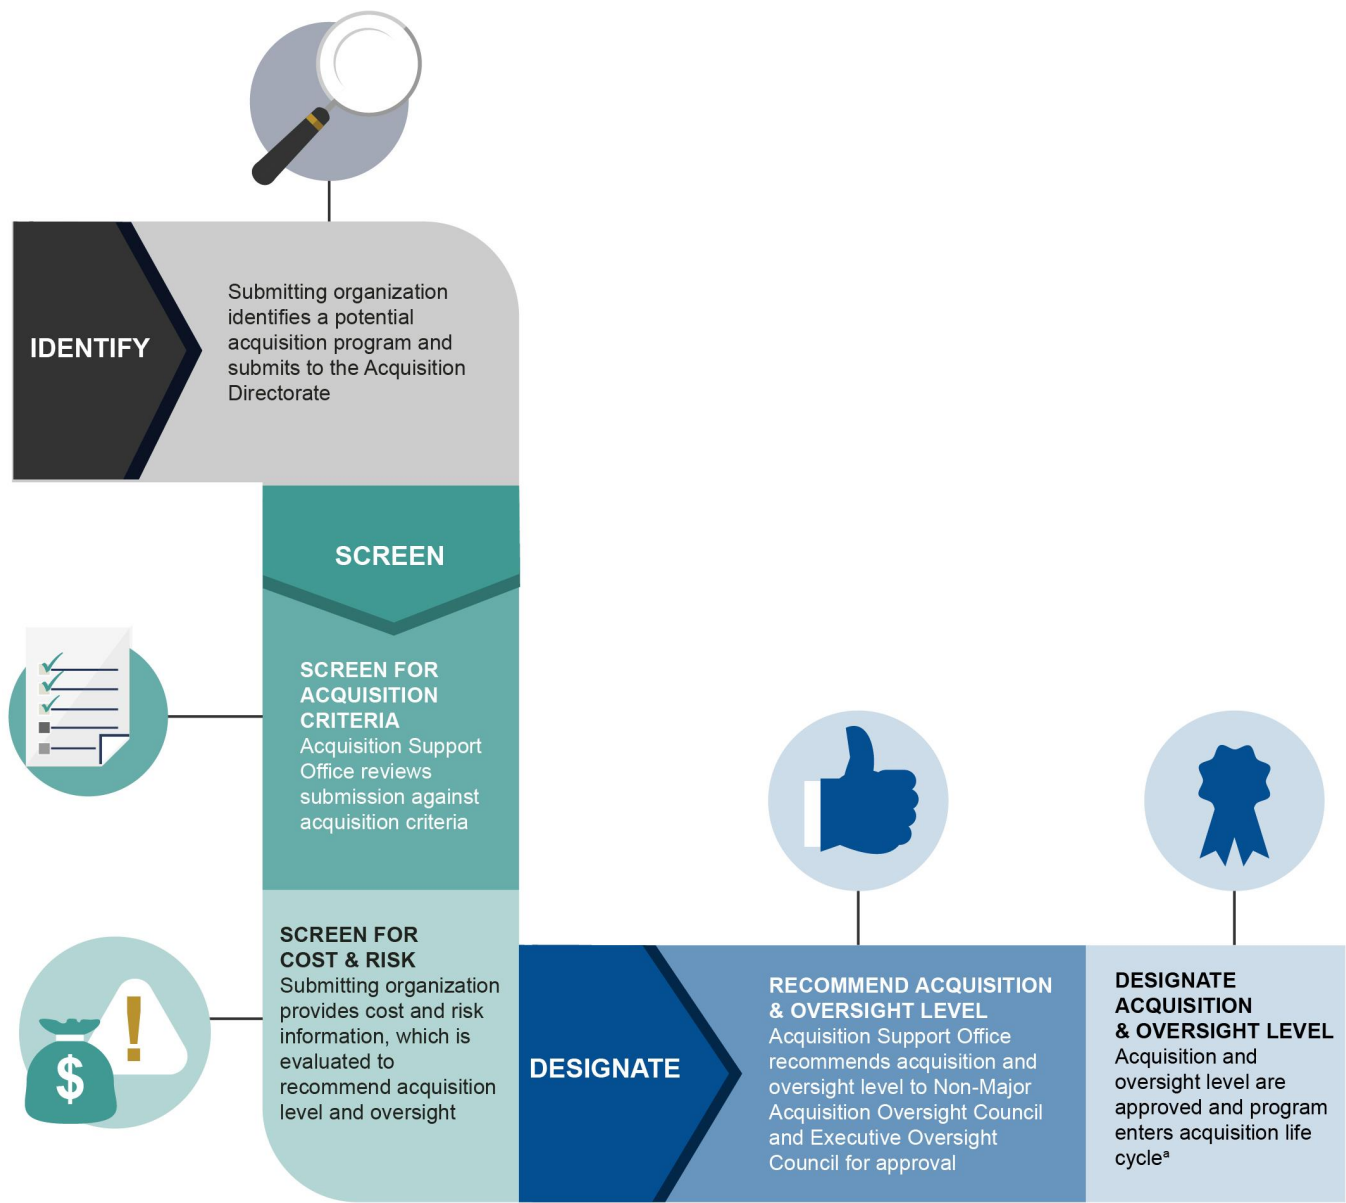 IDENTIFY
Submitting organization
identifies a potential
acquisition program and
submits to the Acquisition
Directorate
SCREEN
SCREEN FOR
ACQUISITION
CRITERIA
Acquisition Support
Office reviews
submission against
acquisition criteria
SCREEN FOR
COST & RISK
Submitting organization
provides cost and risk
information, which is
evaluated to
recommend acquisition
level and oversight
!
$
DESIGNATE
RECOMMEND ACQUISITION
& OVERSIGHT LEVEL
Acquisition Support Office
recommends acquisition and
oversight level to Non-Major
Acquisition Oversight Council
and Executive Oversight
Council for approval
DESIGNATE
ACQUISITION
& OVERSIGHT LEVEL
Acquisition and
oversight level are
approved and program
enters acquisition life
cycleª